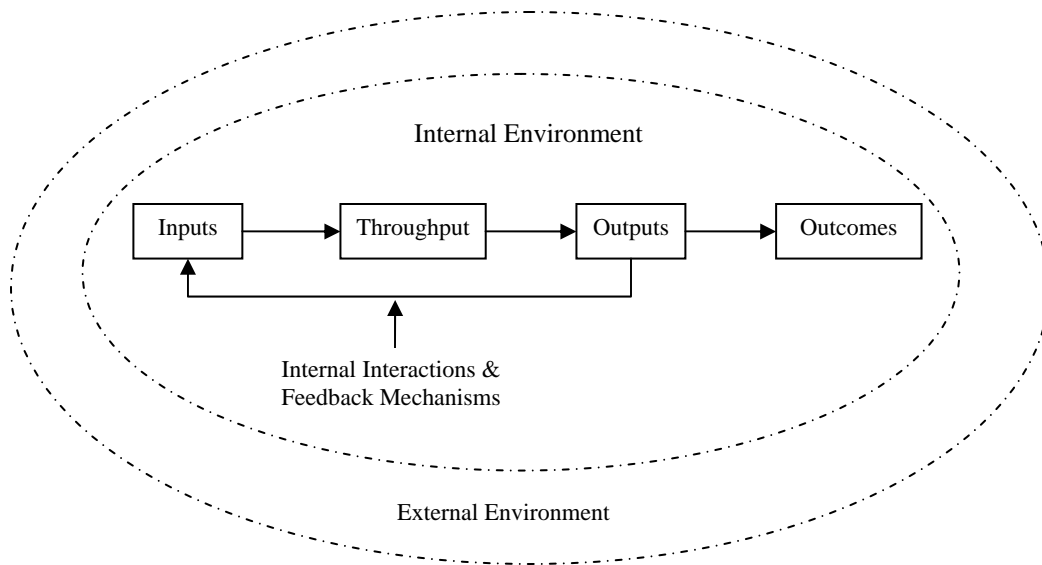 Internal Environment
Inputs
Throughput
Outputs
Outcomes
Internal Interactions &
Feedback Mechanisms
External Environment